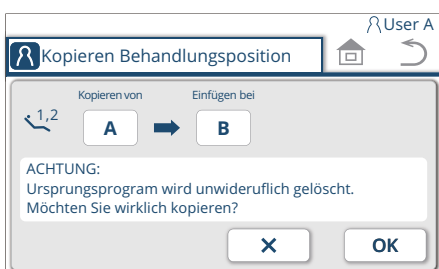 User A
Kopieren Behandlungsposition
Kopieren von Einfügen bei
1,2 A B
ACHTUNG:
Ursprungsprogram wird unwideruflich gelöscht.
Möchten Sie wirklich kopieren?
× OK